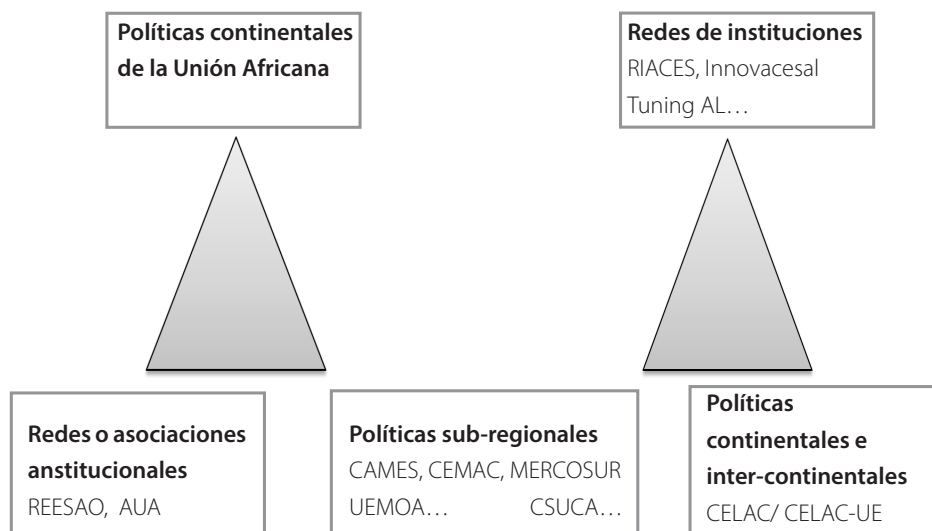 Políticas continentales
de la Unión Africana
Redes de instituciones
RIACES, Innovacesal
Tuning AL…
Redes o asociaciones
anstitucionales
REESAO, AUA
Políticas sub-regionales
CAMES, CEMAC, MERCOSUR
UEMOA… CSUCA…
Políticas
continentales e
inter-continentales
CELAC/ CELAC-UE